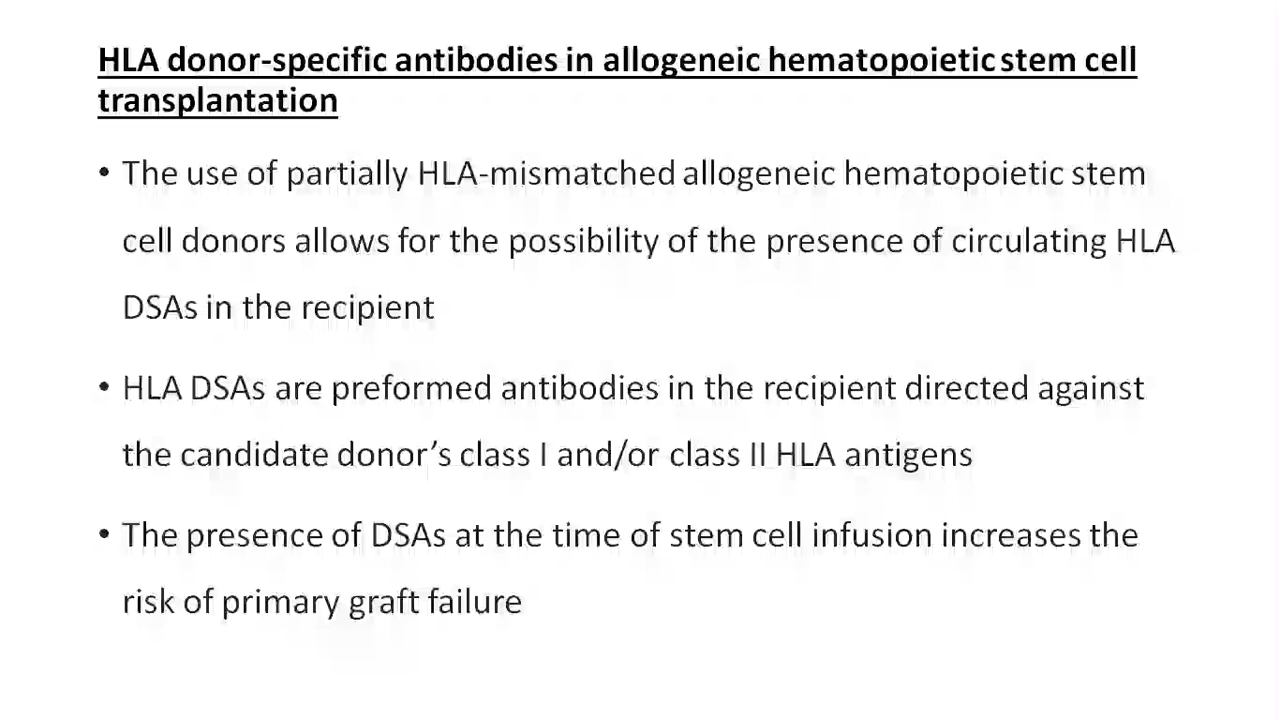 HLA donor-specific antibodies in allogeneic hematopoietic stem cell
transplantation
• The use of partially HLA-mismatched allogeneic hematopoietic stem
cell donors allows for the possibility of the presence of circulating HLA
DSAs in the recipient
• HLA DSAs are preformed antibodies in the recipient directed against
the candidate donor’s class I and/or class II HLA antigens
• The presence of DSAs at the time of stem cell infusion increases the
risk of primary graft failure